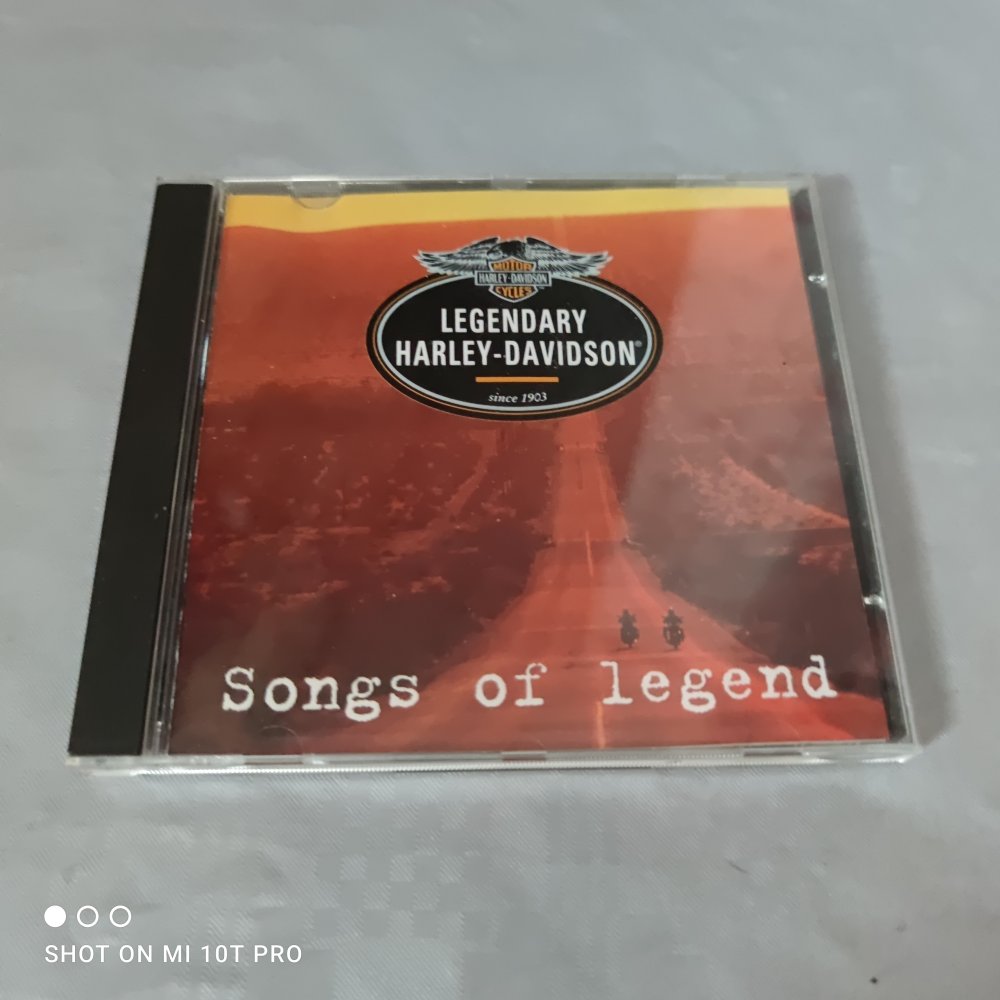 MOTOR
HARLEY-DAVIDSON
CYCLES
LEGENDARY
HARLEY-DAVIDSON®
since 1903
Songs of legend
SHOT ON MI 10T PRO